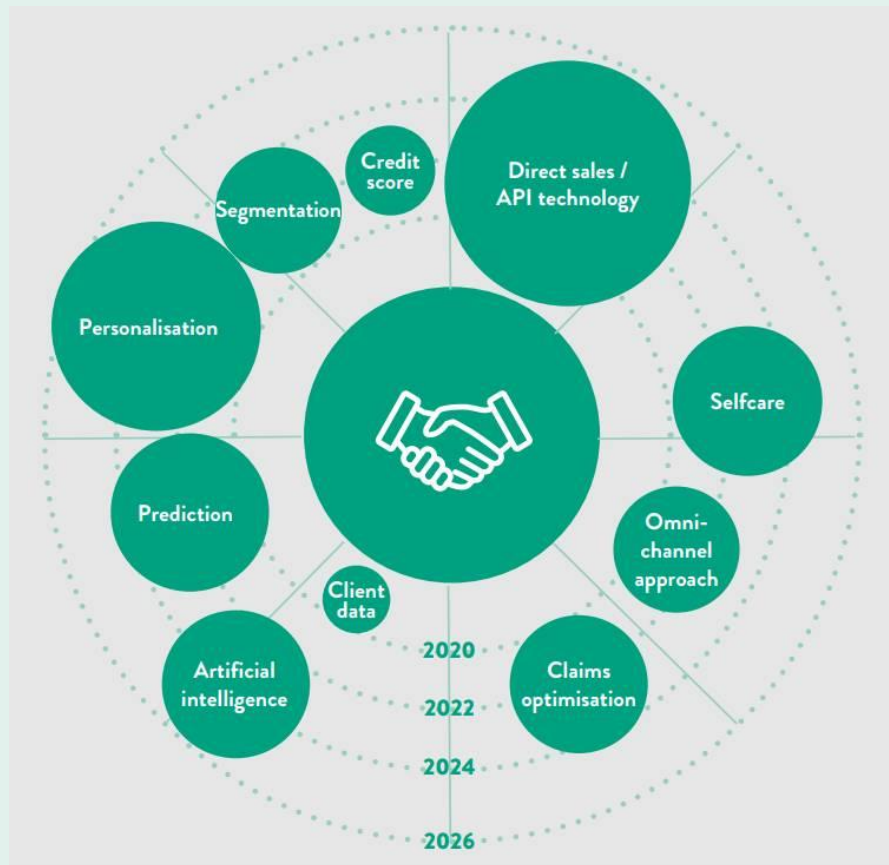 Credit
score
Direct sales /
API technology
Segmentation
Personalisation
Selfcare
Prediction
Omni-
channel
approach
Client
data
Artificial
intelligence
Claims
optimisation
2020
2022
2024
2026